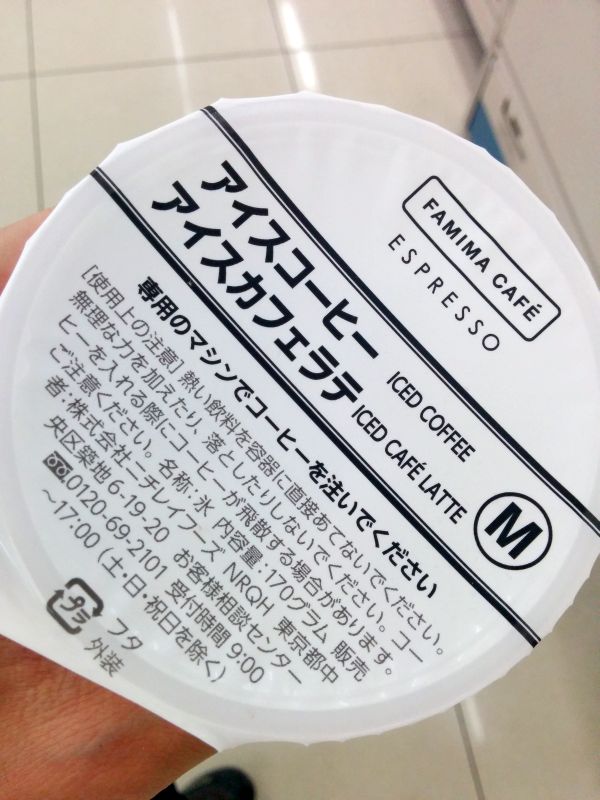 FAMIMA CAFÉ
ESPRESSO
アイスコーヒー ICED COFFEE
アイスカフェラテ ICED CAFÉ LATTE
M
専用のマシンでコーヒーを注いでください
[使用上の注意]熱い飲料を容器に直接あてないでください。
無理な力を加えたり、落としたりしないでください。コー
ヒーを入れる際にコーヒーが飛散する場合があります。
ご注意ください。名称:氷 内容量:170グラム 販売
者:株式会社ニチレイフーズ NRQH 東京都中
央区築地6-19-20 お客様相談センター
0120-69-2101 受付時間 9:00
~17:00 (土・日・祝日を除く)
プラ
フタ
外装